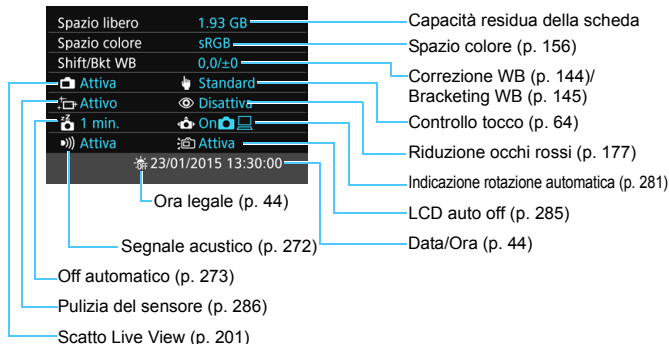 Spazio libero 1.93 GB
Spazio colore sRGB
Shift/Bkt WB 0,0/±0
Attiva Standard
Attivo Disattiva
1 min. On
Attiva Attiva
23/01/2015 13:30:00
Capacità residua della scheda
Spazio colore (p. 156)
Correzione WB (p. 144)/
Bracketing WB (p. 145)
Controllo tocco (p. 64)
Riduzione occhi rossi (p. 177)
Indicazione rotazione automatica (p. 281)
LCD auto off (p. 285)
Data/Ora (p. 44)
Ora legale (p. 44)
Segnale acustico (p. 272)
Off automatico (p. 273)
Pulizia del sensore (p. 286)
Scatto Live View (p. 201)